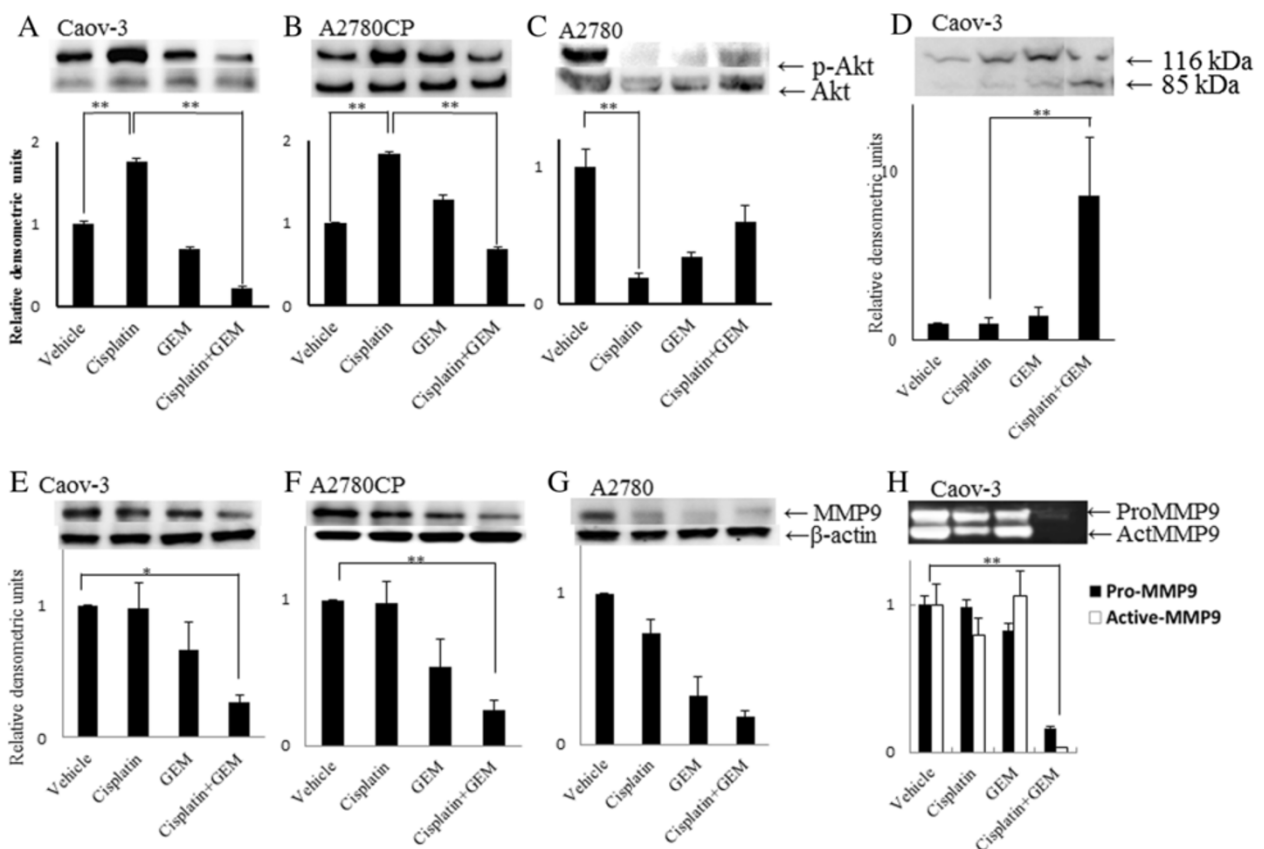 A Caov-3
B A2780CP
C A2780
D Caov-3
← p-Akt
← Akt
← 116 kDa
← 85 kDa
** **
** **
**
**
Relative densometric units
2
1
0
Vehicle
Cisplatin
GEM
Cisplatin+GEM
2
1
0
Vehicle
Cisplatin
GEM
Cisplatin+GEM
1
0
Vehicle
Cisplatin
GEM
Cisplatin+GEM
Relative densometric units
10
0
Vehicle
Cisplatin
GEM
Cisplatin+GEM
E Caov-3
F A2780CP
G A2780
H Caov-3
← MMP9
←β-actin
← ProMMP9
← ActMMP9
*
**
**
Relative densometric units
1
0
Vehicle
Cisplatin
GEM
Cisplatin+GEM
1
0
Vehicle
Cisplatin
GEM
Cisplatin+GEM
1
0
Vehicle
Cisplatin
GEM
Cisplatin+GEM
1
0
Pro-MMP9
Active-MMP9
Vehicle
Cisplatin
GEM
Cisplatin+GEM